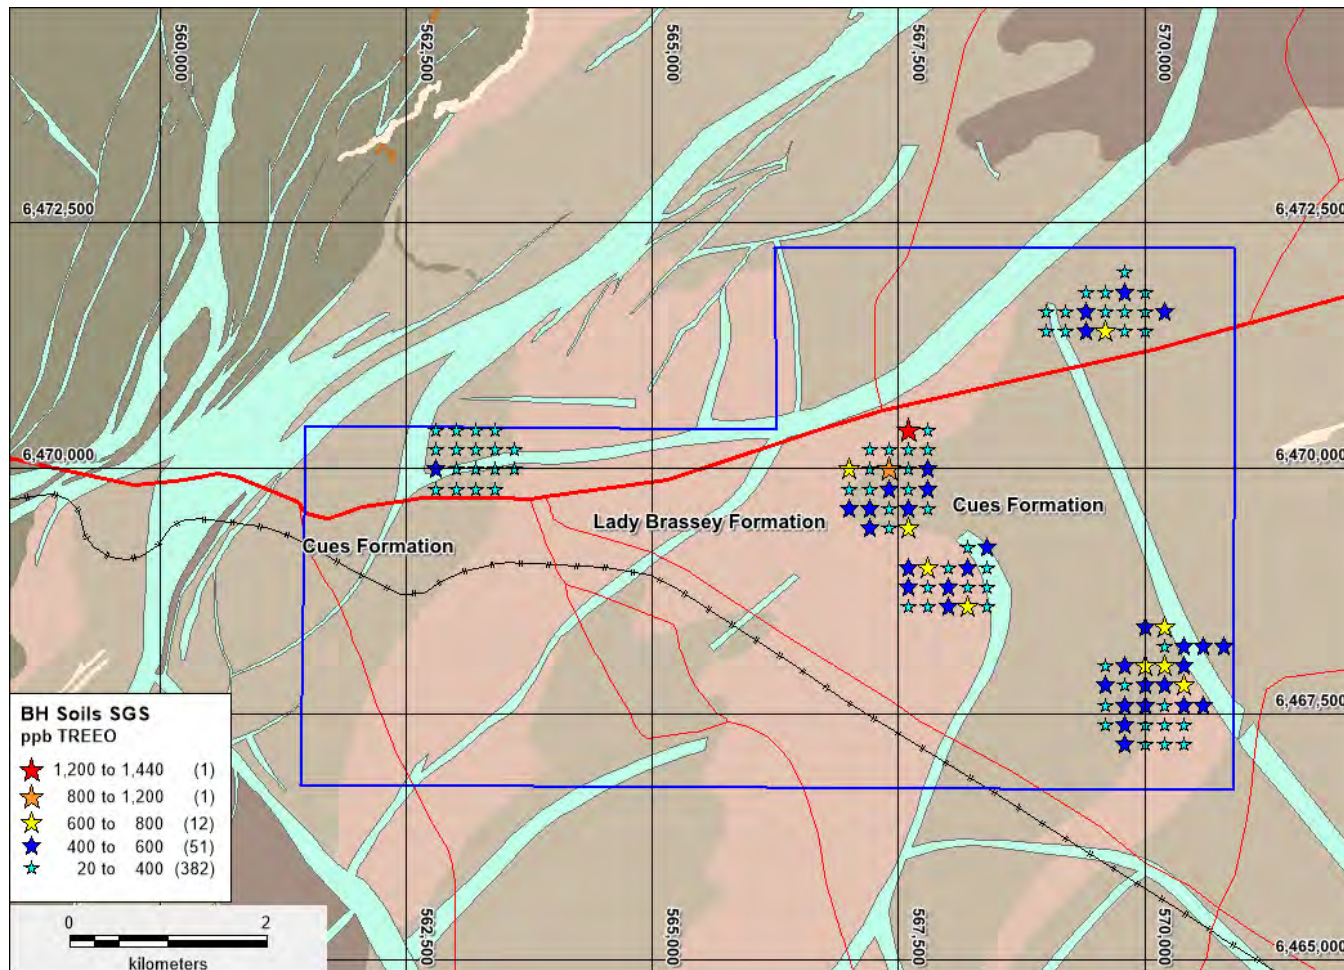 560,000
562,500
565,000
567,500
570,000
6,472,500
6,472,500
6,470,000
6,470,000
Cues Formation
Lady Brassey Formation
Cues Formation
6,467,500
BH Soils SGS
ppb TREEO
1,200 to 1,440 (1)
800 to 1,200 (1)
600 to 800 (12)
400 to 600 (51)
20 to 400 (382)
0 2
kilometers
562,500
565,000
567,500
570,000
6,465,000